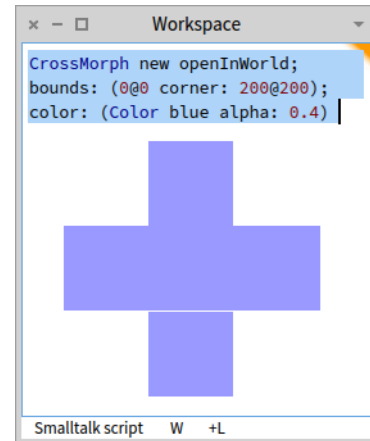 Workspace
CrossMorph new openInWorld;
bounds: (0@0 corner: 200@200);
color: (Color blue alpha: 0.4)
Smalltalk script W +L